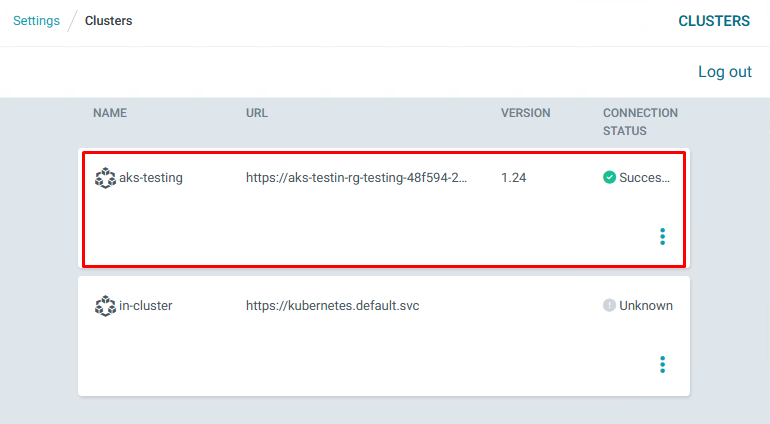 Settings / Clusters CLUSTERS
Log out
NAME URL VERSION CONNECTION
STATUS
aks-testing https://aks-testin-rg-testing-48f594-2... 1.24 Succes...
in-cluster https://kubernetes.default.svc Unknown